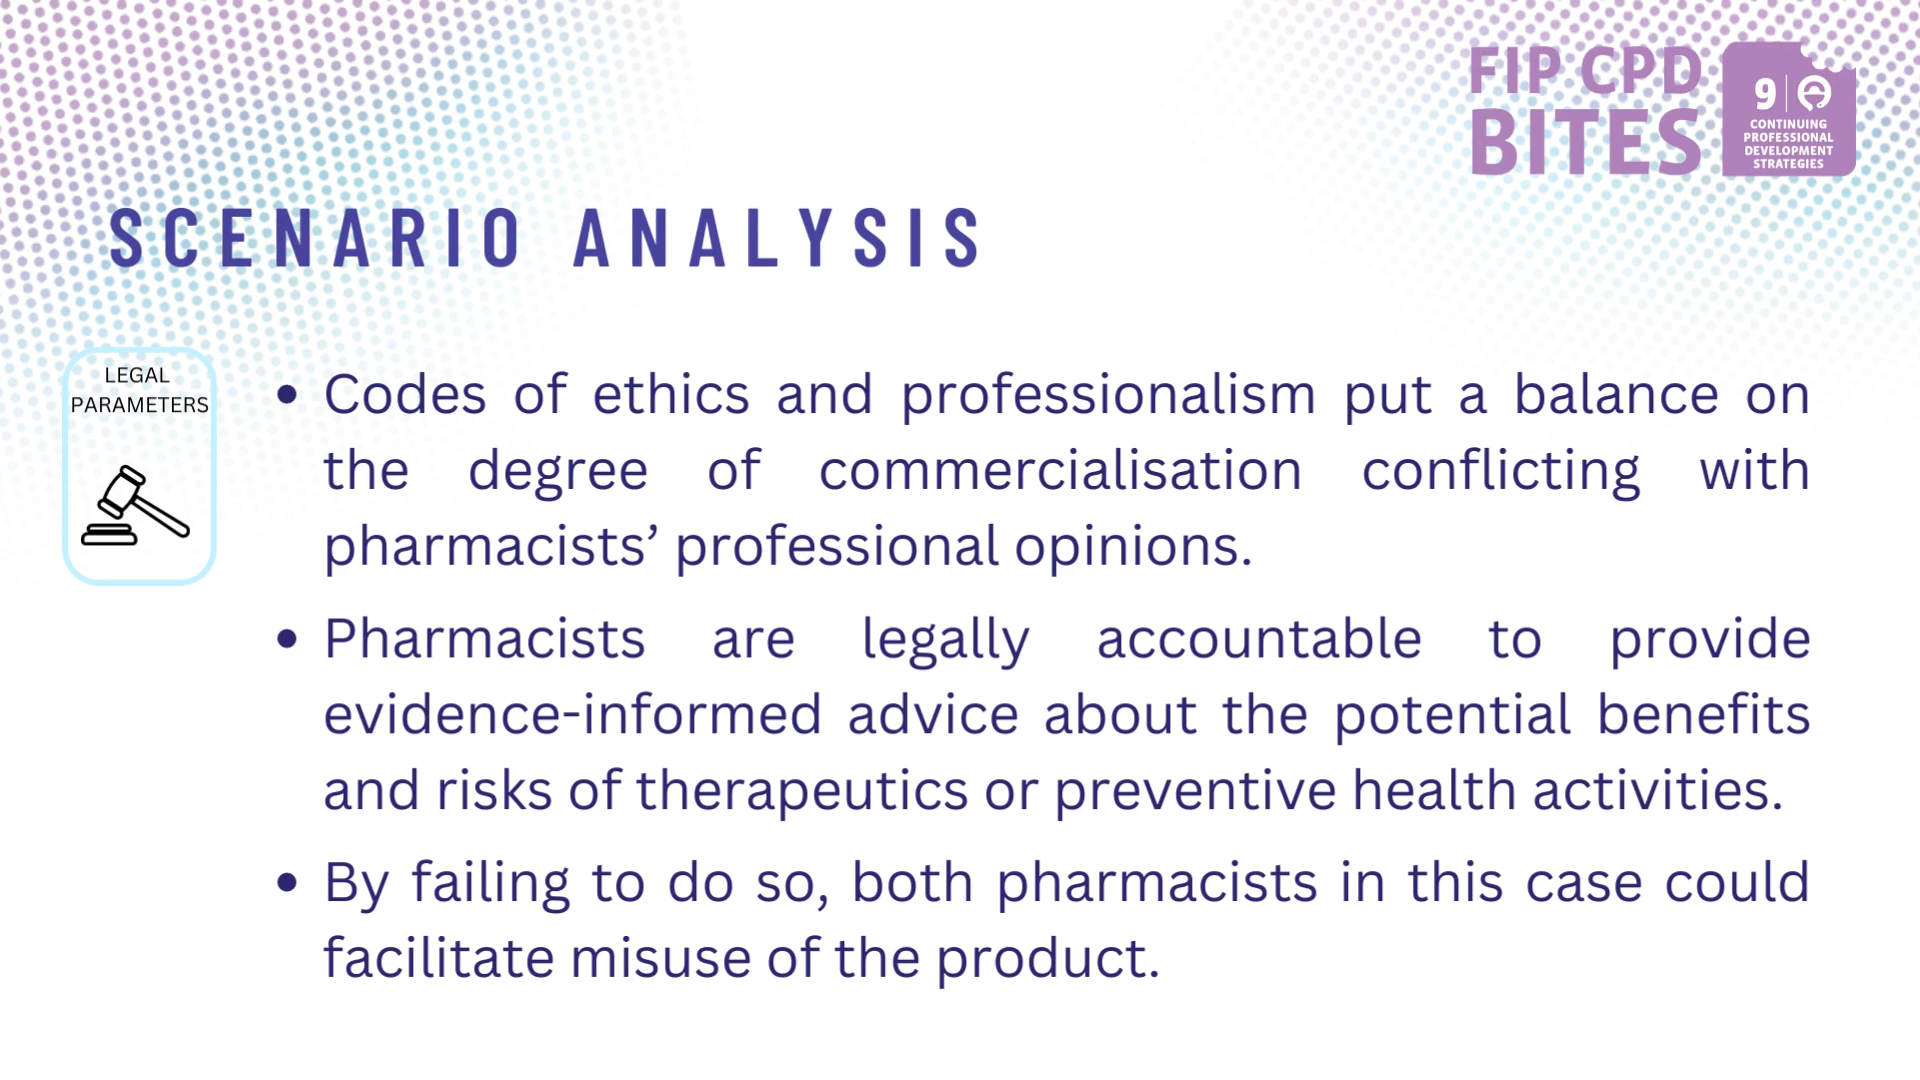 FIP CPD
BITES
9
CONTINUING
PROFESSIONAL
DEVELOPMENT
STRATEGIES
SCENARIO ANALYSIS
LEGAL
PARAMETERS
• Codes of ethics and professionalism put a balance on
the degree of commercialisation conflicting with
pharmacists’ professional opinions.
• Pharmacists are legally accountable to provide
evidence-informed advice about the potential benefits
and risks of therapeutics or preventive health activities.
• By failing to do so, both pharmacists in this case could
facilitate misuse of the product.